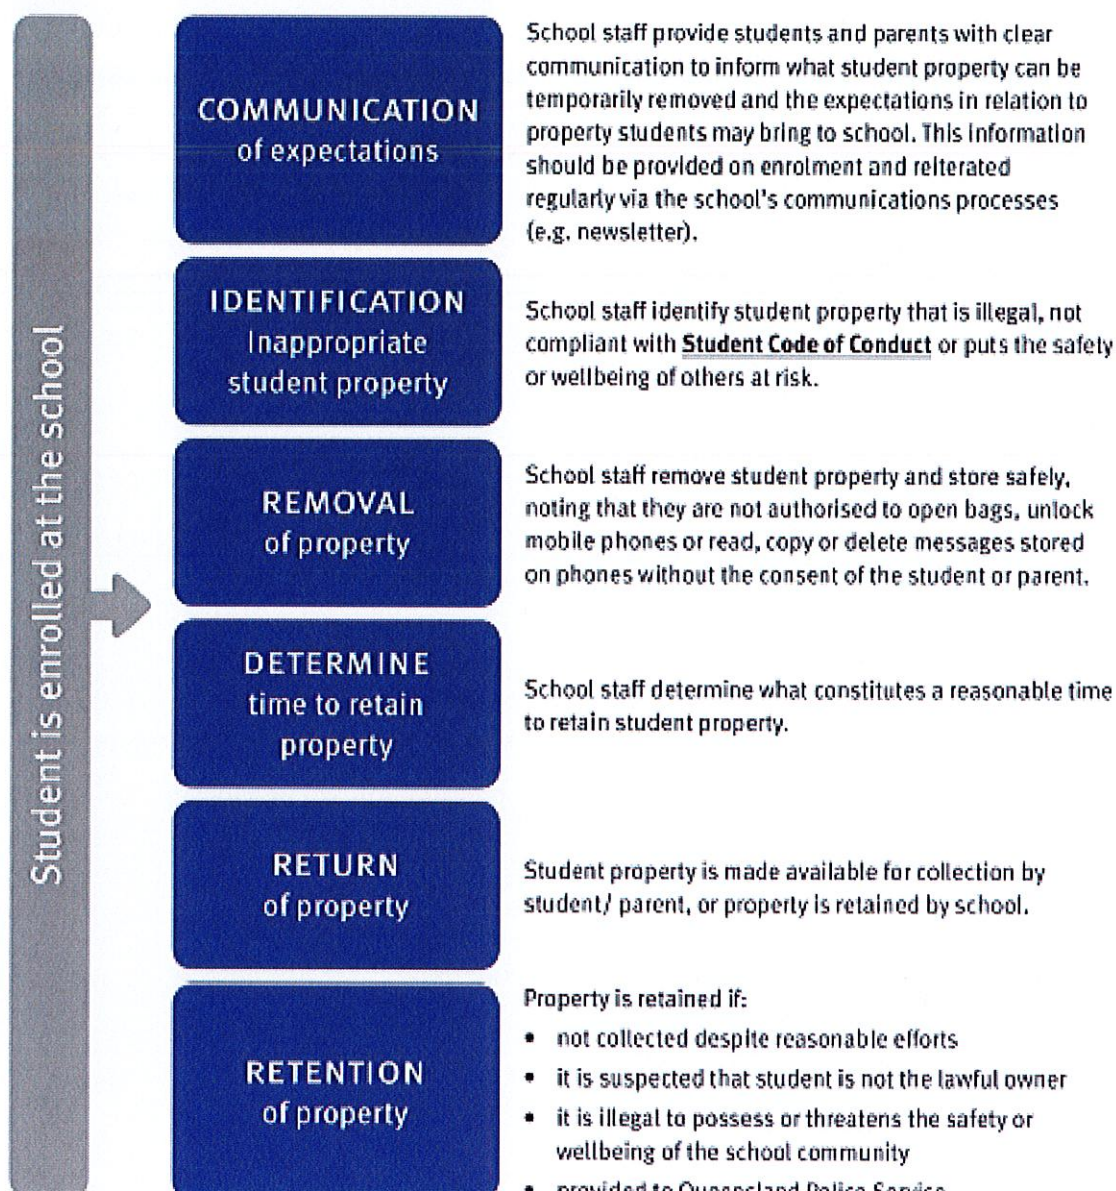 Student is enrolled at the school
COMMUNICATION
of expectations
School staff provide students and parents with clear
communication to inform what student property can be
temporarily removed and the expectations in relation to
property students may bring to school. This information
should be provided on enrolment and reiterated
regularly via the school's communications processes
(e.g. newsletter).
IDENTIFICATION
Inappropriate
student property
School staff identify student property that is illegal, not
compliant with Student Code of Conduct or puts the safety
or wellbeing of others at risk.
REMOVAL
of property
School staff remove student property and store safely,
noting that they are not authorised to open bags, unlock
mobile phones or read, copy or delete messages stored
on phones without the consent of the student or parent.
DETERMINE
time to retain
property
School staff determine what constitutes a reasonable time
to retain student property.
RETURN
of property
Student property is made available for collection by
student/ parent, or property is retained by school.
RETENTION
of property
Property is retained if:
• not collected despite reasonable efforts
• it is suspected that student is not the lawful owner
• it is illegal to possess or threatens the safety or
wellbeing of the school community
• provided to Queensland Police Service